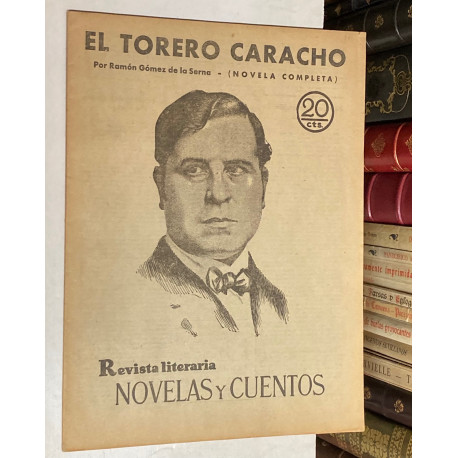 EL TORERO CARACHO
Por Ramón Gómez de la Serna - (NOVELA COMPLETA)
20
cts.
Revista literaria
NOVELAS Y CUENTOS